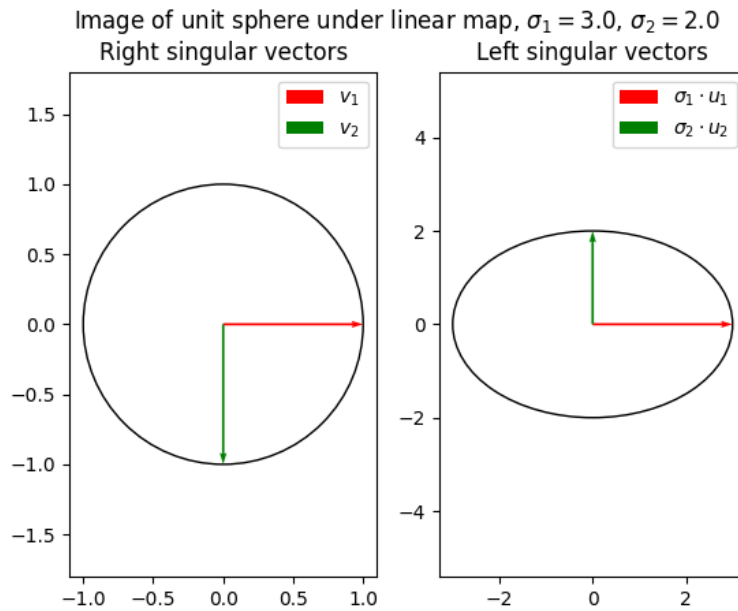 Image of unit sphere under linear map, σ₁ = 3.0, σ₂ = 2.0
Right singular vectors
v₁
v₂
1.5
1.0
0.5
0.0
−0.5
−1.0
−1.5
−1.0
−0.5
0.0
0.5
1.0
Left singular vectors
σ₁ · u₁
σ₂ · u₂
4
2
0
−2
−4
−2
0
2